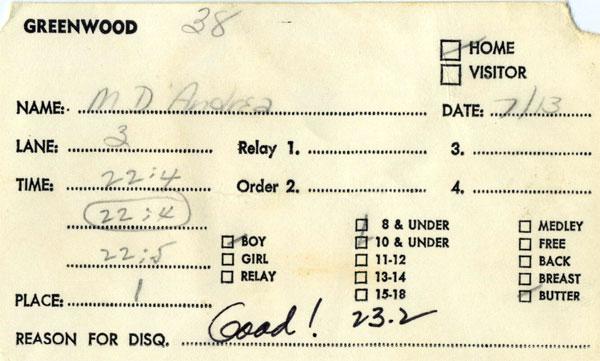 GREENWOOD 38
HOME
VISITOR
NAME: M D'Andrea DATE: 7/13
LANE: 3 Relay 1. 3.
TIME: 22:4 Order 2. 4.
22:4
22:5
BOY
GIRL
RELAY
8 & UNDER
10 & UNDER
11-12
13-14
15-18
MEDLEY
FREE
BACK
BREAST
BUTTER
PLACE: 1
REASON FOR DISQ. Good! 23.2